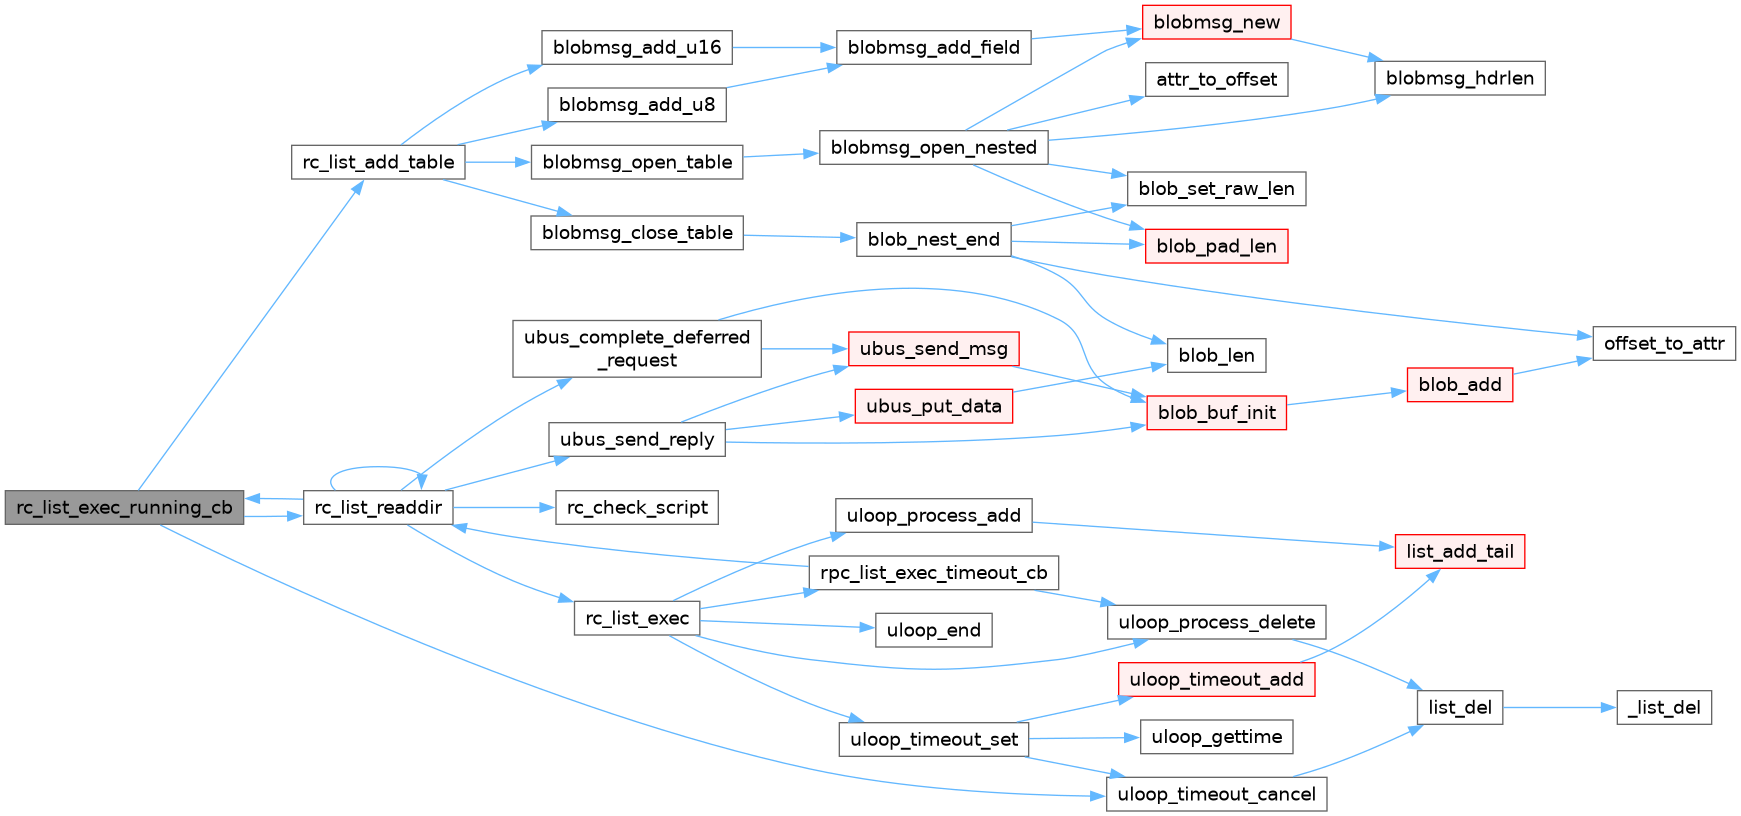 blobmsg_new
blobmsg_add_u16
blobmsg_add_field
attr_to_offset
blobmsg_hdrlen
blobmsg_add_u8
blobmsg_open_nested
rc_list_add_table
blobmsg_open_table
blob_set_raw_len
blobmsg_close_table
blob_nest_end
blob_pad_len
ubus_complete_deferred
_request
ubus_send_msg
blob_len
offset_to_attr
blob_add
ubus_put_data
blob_buf_init
ubus_send_reply
rc_list_exec_running_cb
rc_list_readdir
rc_check_script
uloop_process_add
list_add_tail
rpc_list_exec_timeout_cb
rc_list_exec
uloop_end
uloop_process_delete
uloop_timeout_add
list_del
_list_del
uloop_timeout_set
uloop_gettime
uloop_timeout_cancel